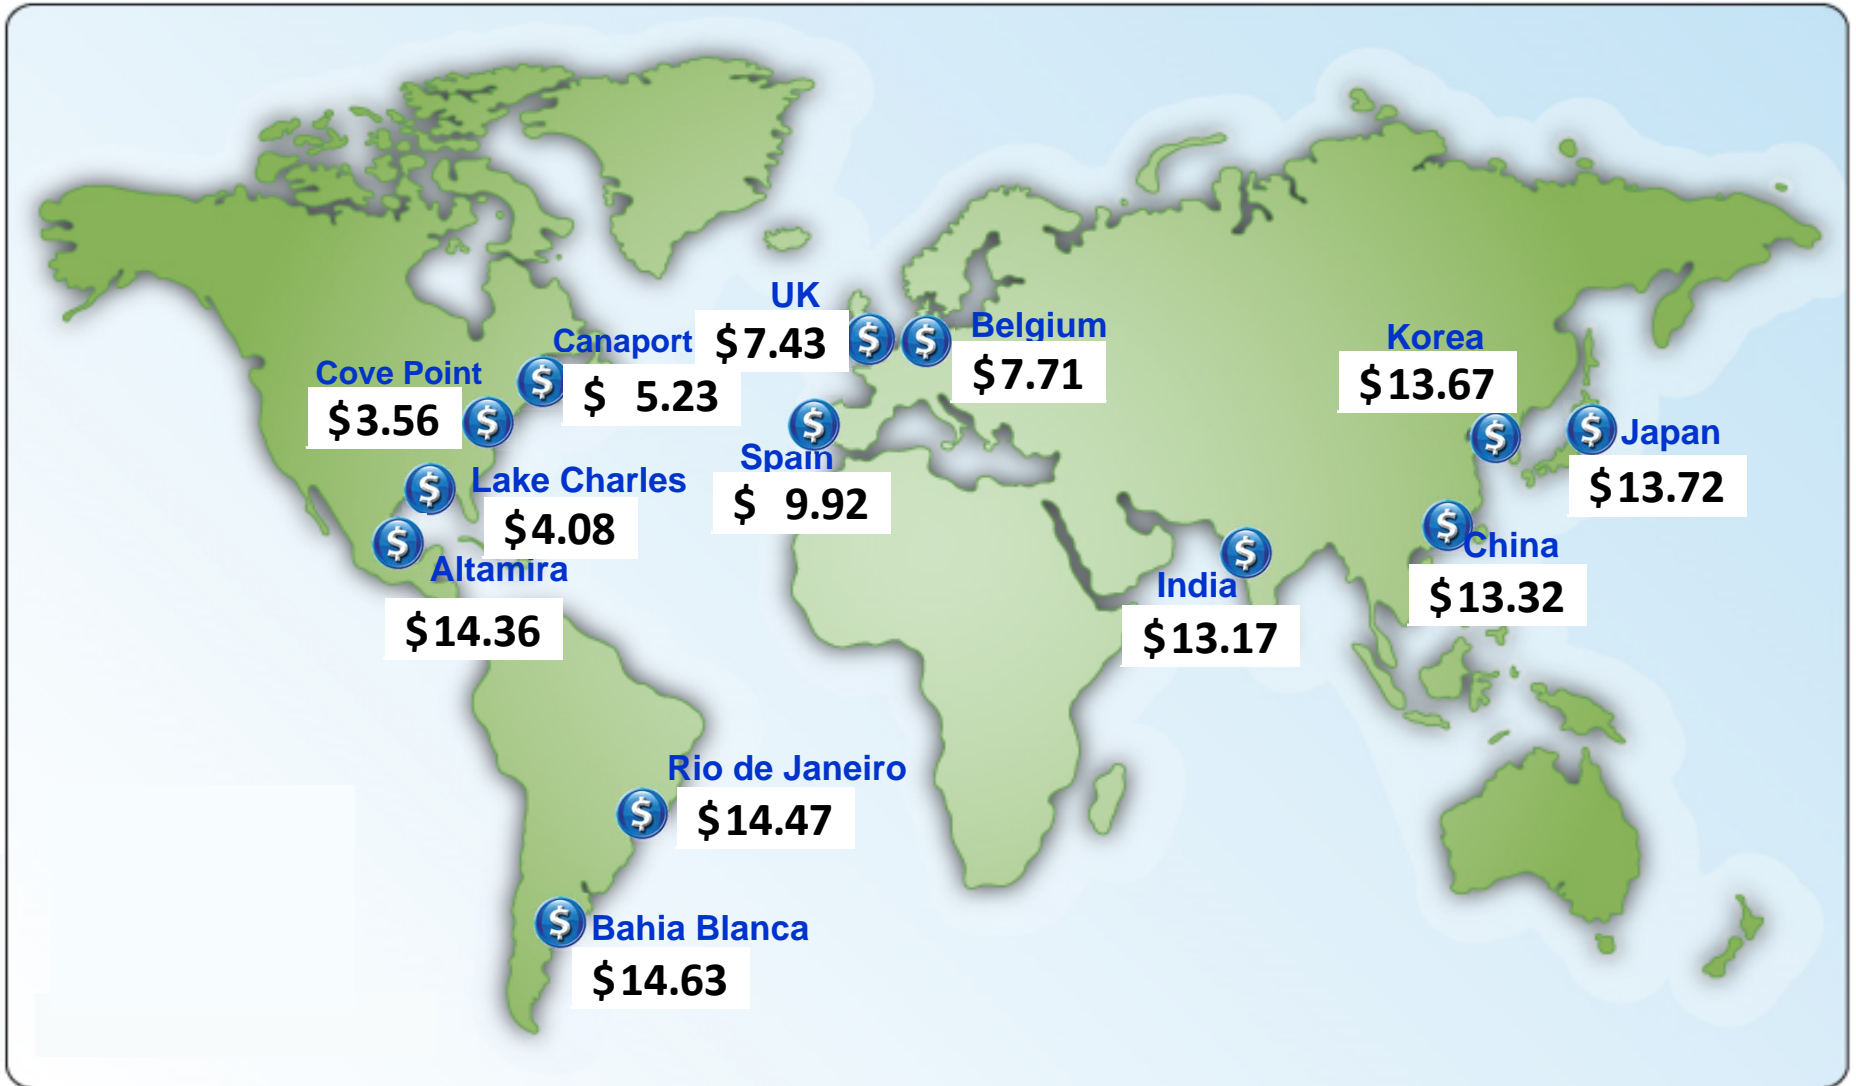 UK
$7.43
Belgium
$7.71
Canaport
$ 5.23
Cove Point
$3.56
Korea
$13.67
Japan
$13.72
Spain
$ 9.92
Lake Charles
$4.08
Altamira
$14.36
India
$13.17
China
$13.32
Rio de Janeiro
$14.47
Bahia Blanca
$14.63